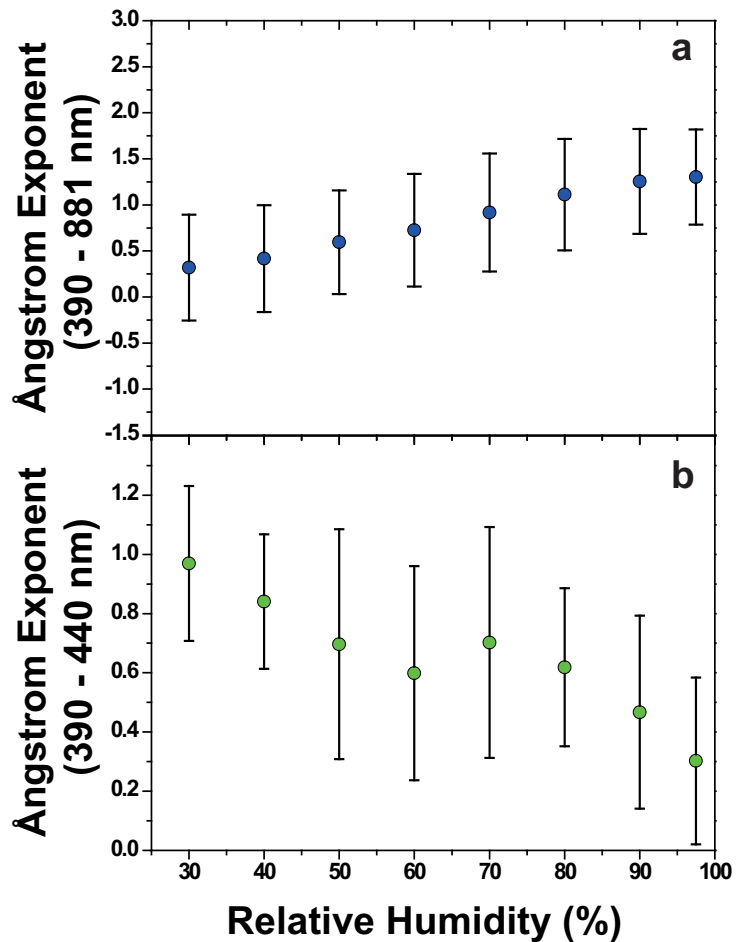 a
Ångstrom Exponent
(390 - 881 nm)
3.0
2.5
2.0
1.5
1.0
0.5
0.0
-0.5
-1.0
-1.5
b
Ångstrom Exponent
(390 - 440 nm)
1.2
1.0
0.8
0.6
0.4
0.2
0.0
30 40 50 60 70 80 90 100
Relative Humidity (%)